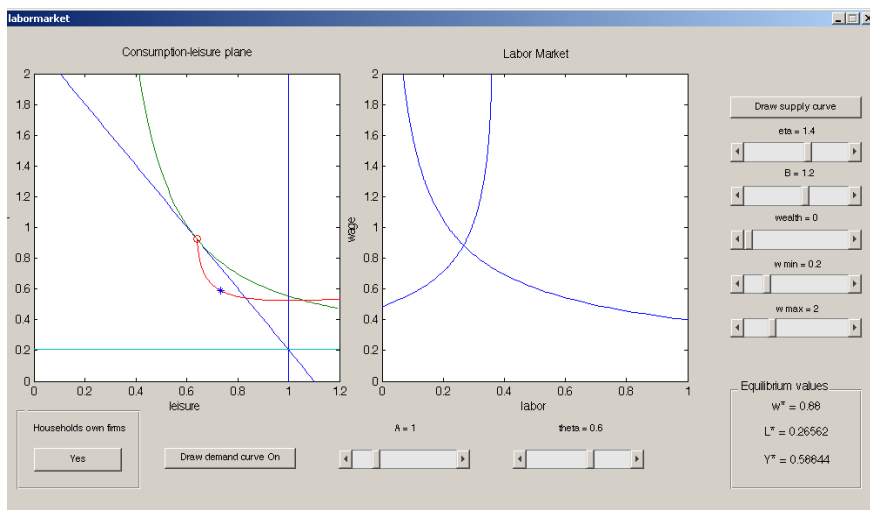 labormarket
Consumption-leisure plane
Labor Market
2
1.8
1.6
1.4
1.2
1
0.8
0.6
0.4
0.2
0
0 0.2 0.4 0.6 0.8 1 1.2
leisure
wage
2
1.8
1.6
1.4
1.2
1
0.8
0.6
0.4
0.2
0
0 0.2 0.4 0.6 0.8 1
labor
Draw supply curve
eta = 1.4
B = 1.2
wealth = 0
w min = 0.2
w max = 2
Equilibrium values
w* = 0.88
L* = 0.26562
Y* = 0.58644
Households own firms
Yes
Draw demand curve On
A = 1
theta = 0.6